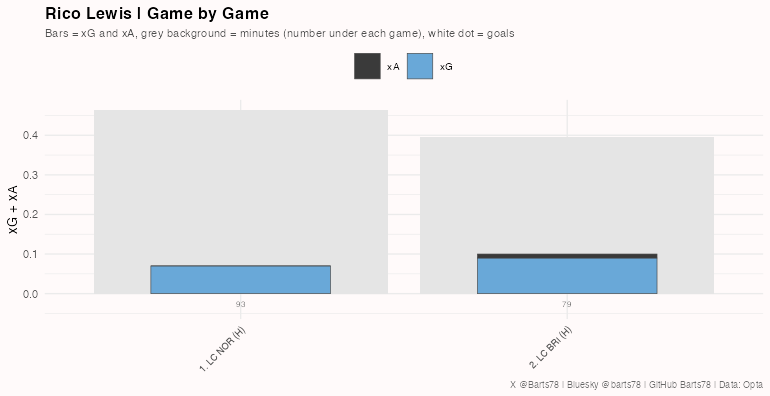 Rico Lewis | Game by Game
Bars = xG and xA, grey background = minutes (number under each game), white dot = goals
xA xG
xG + xA
0.4
0.3
0.2
0.1
0.0
93 79
1. LC NOR (H) 2. LC BRI (H)
X @Barts78 | Bluesky @barts78 | GitHub Barts78 | Data: Opta